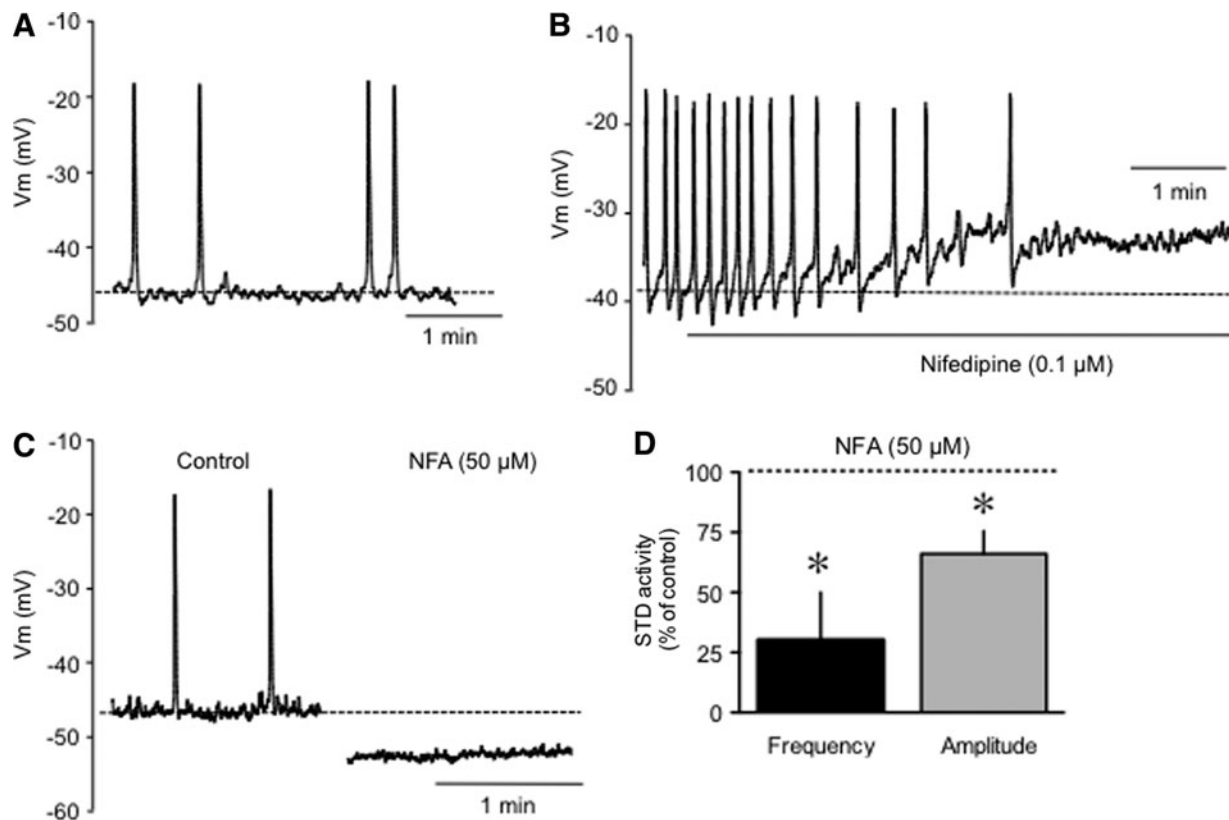 A
-10
-20
-30
-40
-50
Vm (mV)
1 min
B
-10
-20
-30
-40
-50
Vm (mV)
1 min
Nifedipine (0.1 µM)
C
-10
-20
-30
-40
-50
-60
Vm (mV)
Control
NFA (50 µM)
1 min
D
NFA (50 µM)
100
75
50
25
0
STD activity
(% of control)
*
*
Frequency
Amplitude